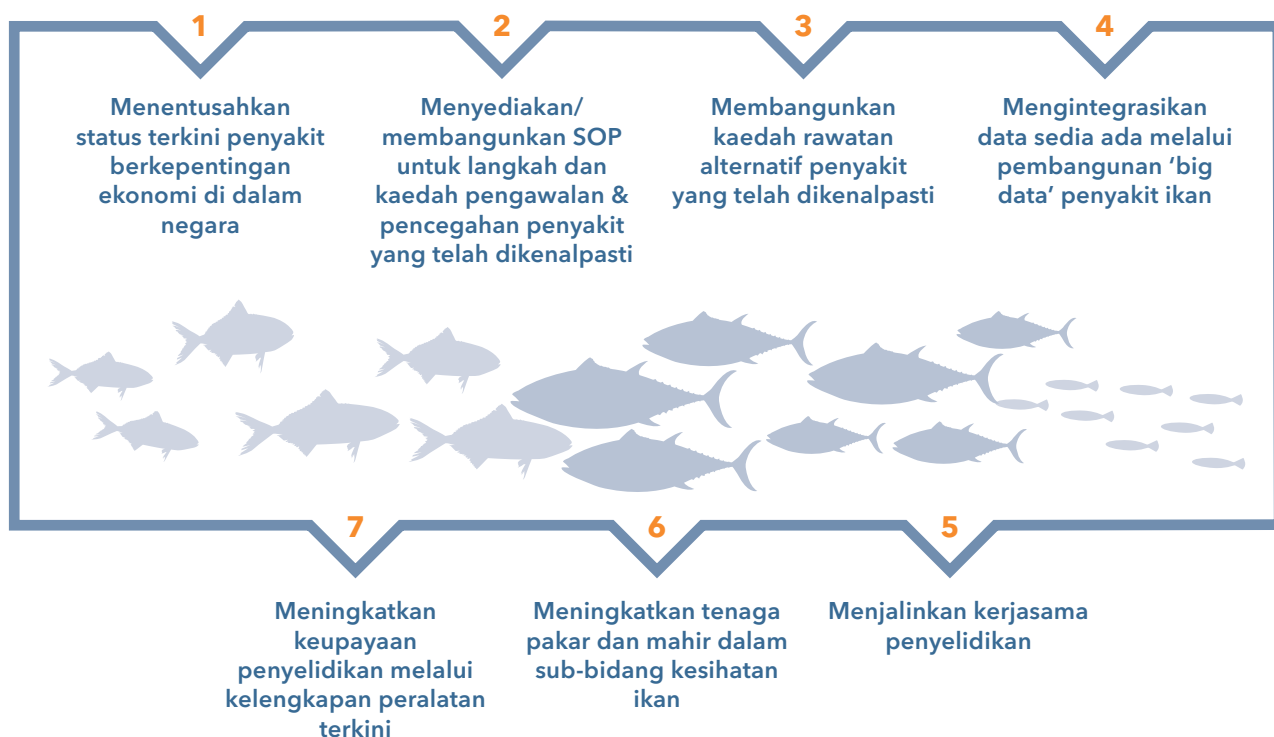 1
Menentusahkan
status terkini penyakit
berkepentingan
ekonomi di dalam
negara
2
Menyediakan/
membangunkan SOP
untuk langkah dan
kaedah pengawalan &
pencegahan penyakit
yang telah dikenalpasti
3
Membangunkan
kaedah rawatan
alternatif penyakit
yang telah dikenalpasti
4
Mengintegrasikan
data sedia ada melalui
pembangunan ‘big
data’ penyakit ikan
5
Menjalinkan kerjasama
penyelidikan
6
Meningkatkan tenaga
pakar dan mahir dalam
sub-bidang kesihatan
ikan
7
Meningkatkan
keupayaan
penyelidikan melalui
kelengkapan peralatan
terkini